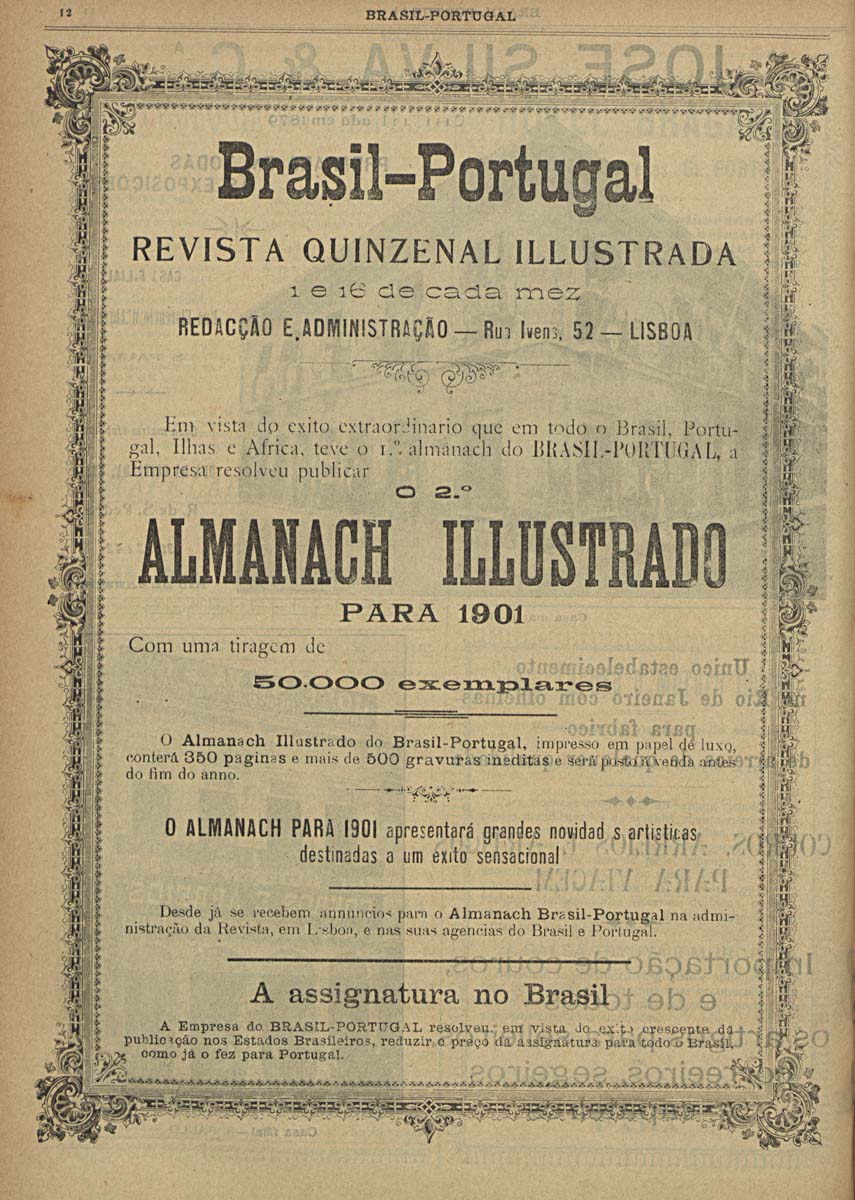 12
BRASIL-PORTUGAL
Brasil-Portugal
REVISTA QUINZENAL ILLUSTRADA
1 e 16 de cada mez
REDACÇÃO E ADMINISTRAÇÃO — Rua Ivens, 52 — LISBOA
Em vista do exito extraordinario que em todo o Brasil, Portu-
gal, Ilhas e Africa, teve o 1.º almanach do BRASIL-PORTUGAL, a
Empresa resolveu publicar
O 2.º
ALMANACH ILLUSTRADO
PARA 1901
Com uma tiragem de
50.000 exemplares
O Almanach Illustrado do Brasil-Portugal, impresso em papel de luxo,
conterá 350 paginas e mais de 500 gravuras ineditas e será posto á venda antes
do fim do anno.
O ALMANACH PARA 1901 apresentará grandes novidad s artisticas
destinadas a um exito sensacional
Desde já se recebem annuncios para o Almanach Brasil-Portugal na admi-
nistração da Revista, em Lisboa, e nas suas agencias do Brasil e Portugal.
A assignatura no Brasil
A Empresa do BRASIL-PORTUGAL resolveu, em vista do exito crescente da
publicação nos Estados Brasileiros, reduzir o preço da assignatura para todo o Brasil,
como já o fez para Portugal.